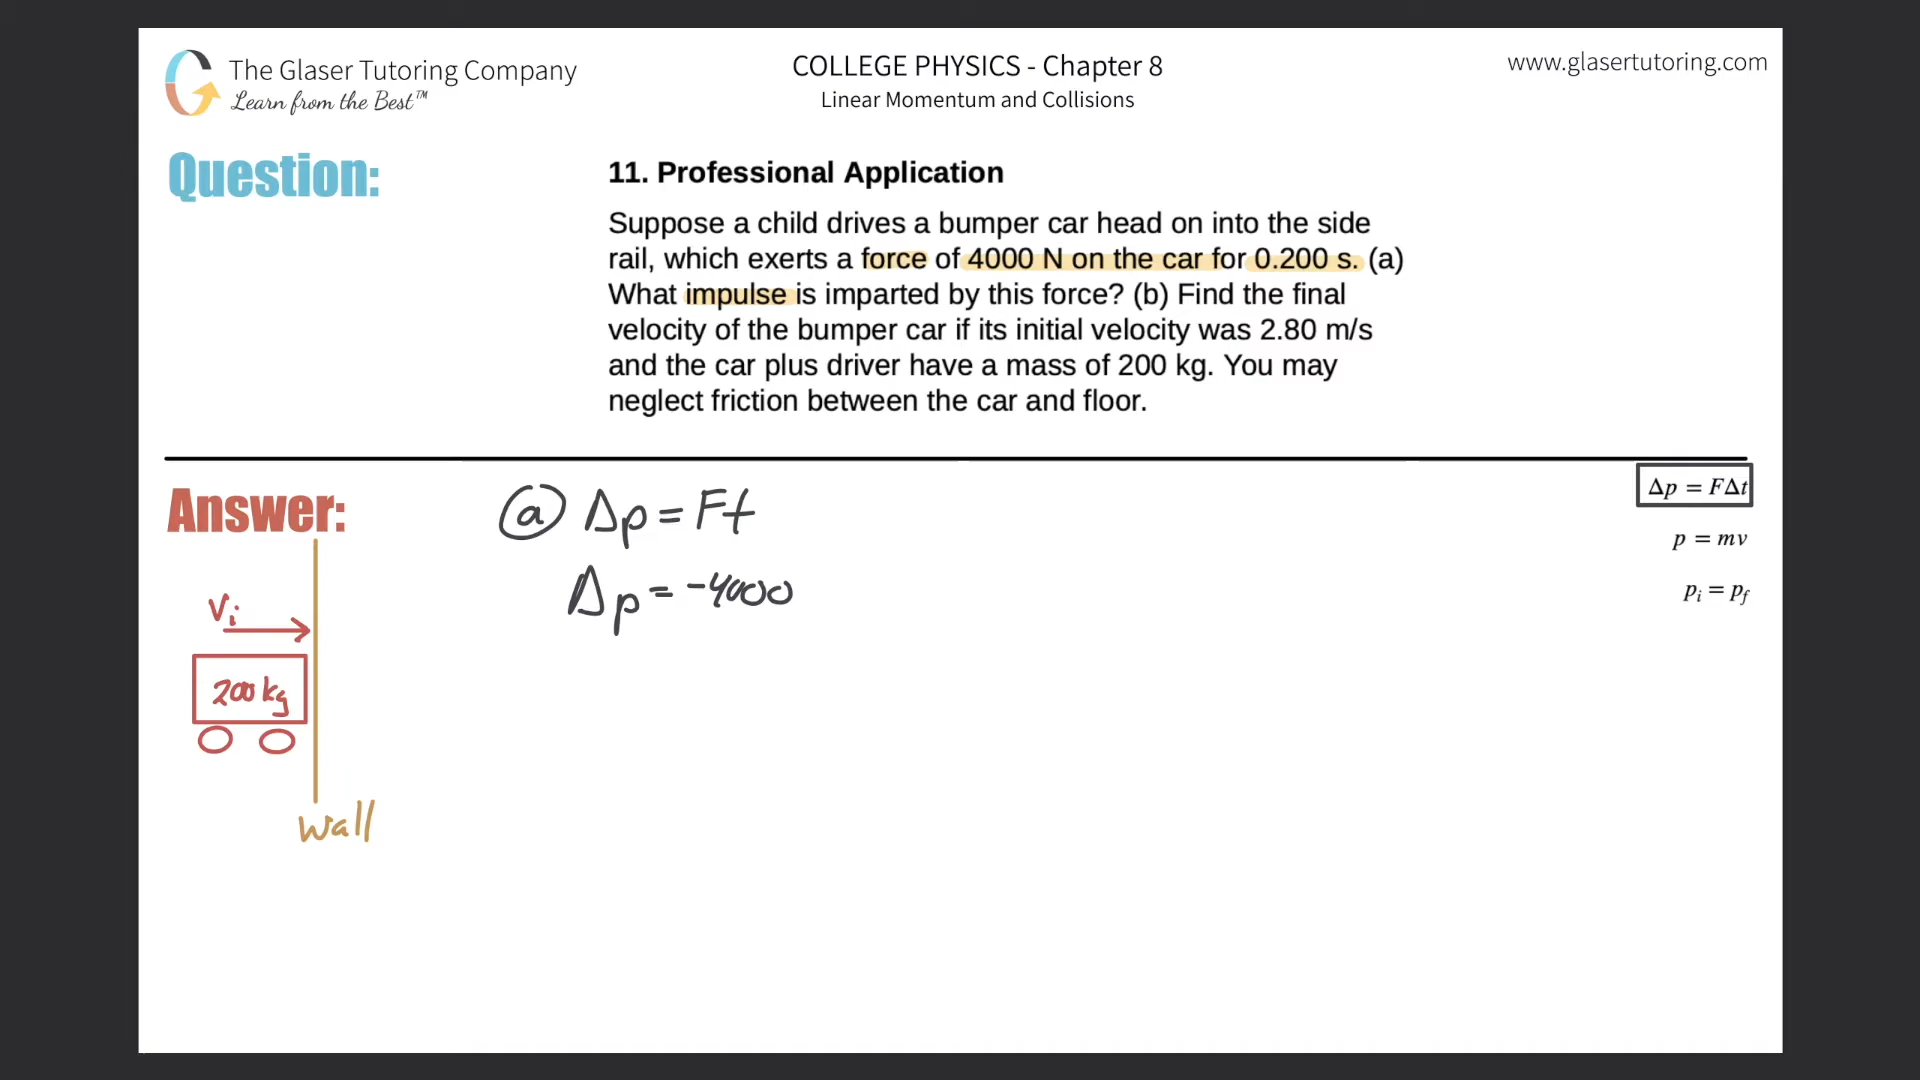 The Glaser Tutoring Company
Learn from the Best™
COLLEGE PHYSICS - Chapter 8
Linear Momentum and Collisions
www.glasertutoring.com
Question:
11. Professional Application
Suppose a child drives a bumper car head on into the side
rail, which exerts a force of 4000 N on the car for 0.200 s. (a)
What impulse is imparted by this force? (b) Find the final
velocity of the bumper car if its initial velocity was 2.80 m/s
and the car plus driver have a mass of 200 kg. You may
neglect friction between the car and floor.
Answer:
ⓐ Δp = Ft
Δp = -4000
Δp = FΔt
p = mv
pᵢ = p_f
Vᵢ
200 kg
Wall